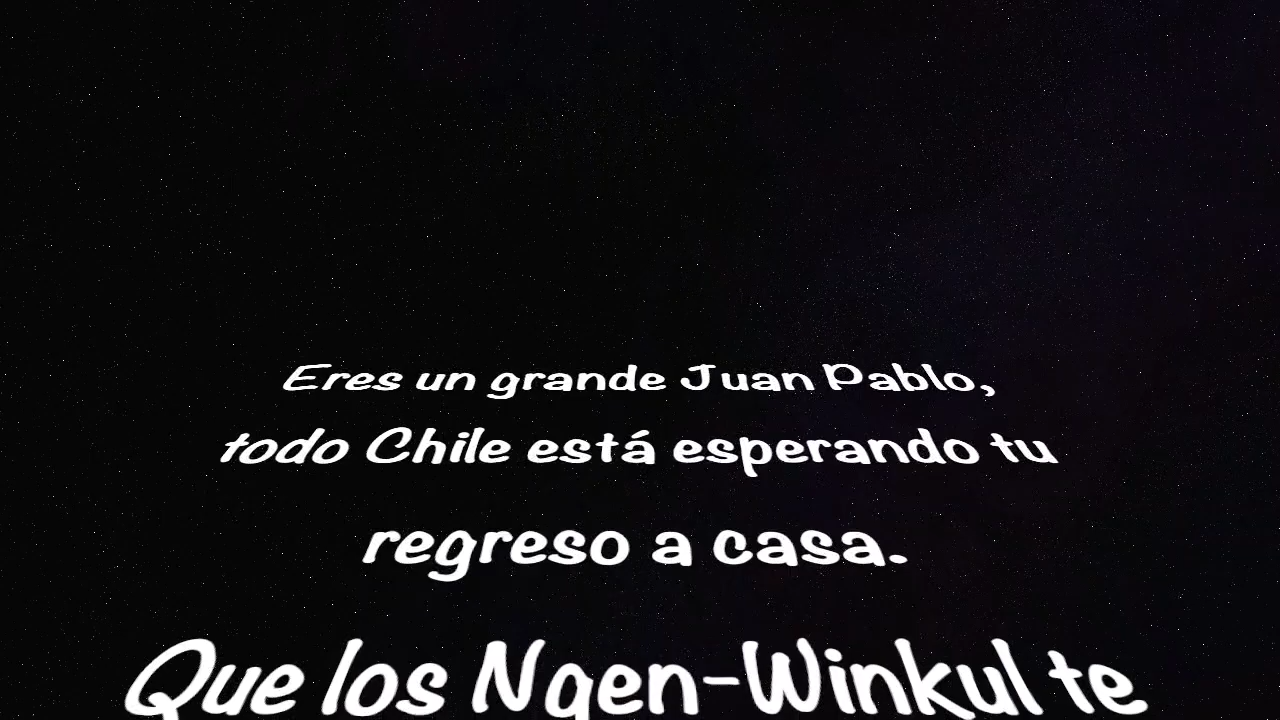 Eres un grande Juan Pablo,
todo Chile está esperando tu
regreso a casa.
Que los Ngen-Winkul te